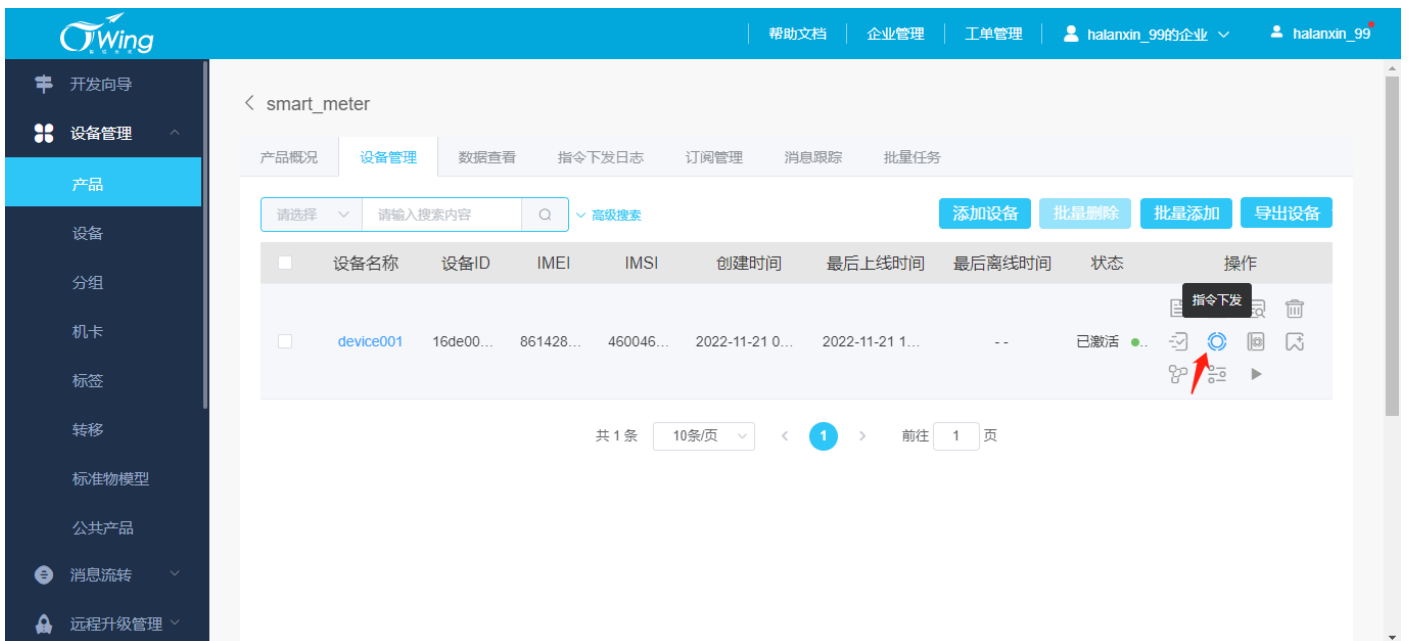 Wing
帮助文档 企业管理 工单管理 halanxin_99的企业 halanxin_99
开发向导
设备管理
产品
设备
分组
机卡
标签
转移
标准物模型
公共产品
消息流转
远程升级管理
smart_meter
产品概况 设备管理 数据查看 指令下发日志 订阅管理 消息跟踪 批量任务
请选择 请输入搜索内容 高级搜索 添加设备 批量删除 批量添加 导出设备
设备名称 设备ID IMEI IMSI 创建时间 最后上线时间 最后离线时间 状态 操作
指令下发
device001 16de00... 861428... 460046... 2022-11-21 0... 2022-11-21 1... - - 已激活 ..
共 1 条 10条/页 < 1 > 前往 1 页